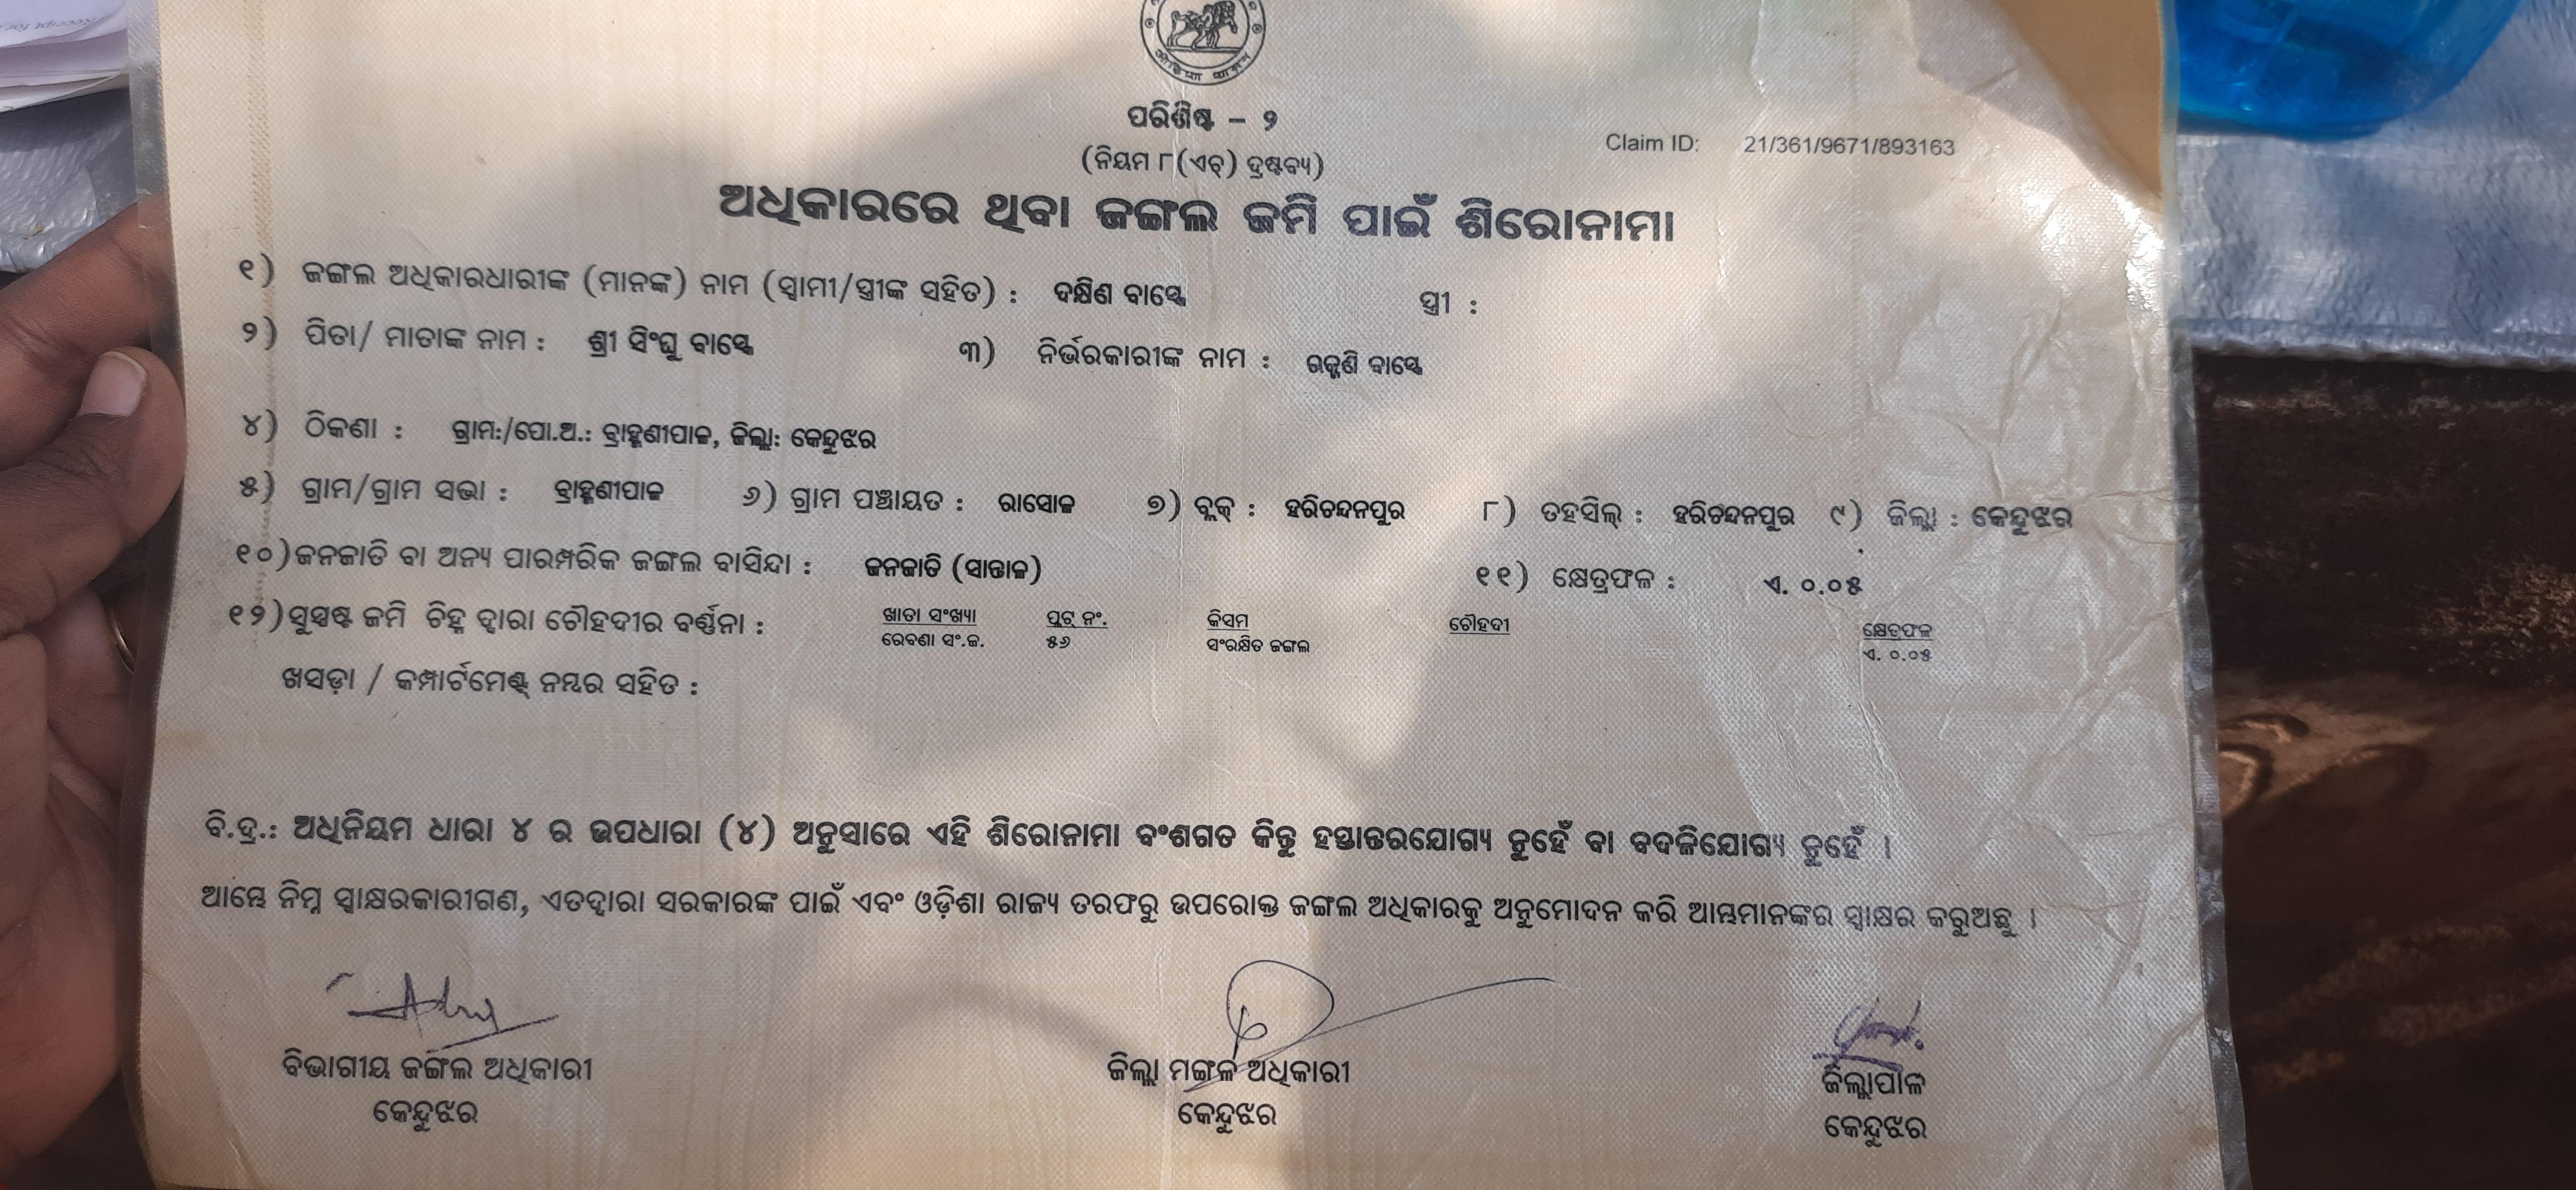 ଓଡ଼ିଶା ଶାସନ
ପରିଶିଷ୍ଟ – ୨
(ନିୟମ ୮(ଏଚ୍) ଦ୍ରଷ୍ଟବ୍ୟ)
Claim ID: 21/361/9671/893163
ଅଧିକାରରେ ଥିବା ଜଙ୍ଗଲ ଜମି ପାଇଁ ଶିରୋନାମା
୧) ଜଙ୍ଗଲ ଅଧିକାରଧାରୀଙ୍କ (ମାନଙ୍କ) ନାମ (ସ୍ୱାମୀ/ସ୍ତ୍ରୀଙ୍କ ସହିତ) : ଦକ୍ଷିଣ ବାସ୍କେ ସ୍ତ୍ରୀ :
୨) ପିତା/ ମାତାଙ୍କ ନାମ : ଶ୍ରୀ ସିଂଘୁ ବାସ୍କେ ୩) ନିର୍ଭରକାରୀଙ୍କ ନାମ : ବାସ୍କେ
୪) ଠିକଣା : ଗ୍ରାମ:/ପୋ.ଅ.: ବ୍ରାହ୍ମଣୀପାଳ, ଜିଲ୍ଲା: କେନ୍ଦୁଝର
୫) ଗ୍ରାମ/ଗ୍ରାମ ସଭା : ବ୍ରାହ୍ମଣୀପାଳ ୬) ଗ୍ରାମ ପଞ୍ଚାୟତ : ରାସୋଳ ୭) ବ୍ଲକ୍ : ହରିଚନ୍ଦନପୁର ୮) ତହସିଲ୍ : ହରିଚନ୍ଦନପୁର ୯) ଜିଲ୍ଲା : କେନ୍ଦୁଝର
୧୦) ଜନଜାତି ବା ଅନ୍ୟ ପାରମ୍ପରିକ ଜଙ୍ଗଲ ବାସିନ୍ଦା : ଜନଜାତି (ସାନ୍ତାଳ) ୧୧) କ୍ଷେତ୍ରଫଳ : ଏ. ୦.୦୫
୧୨) ସୁସ୍ପଷ୍ଟ ଜମି ଚିହ୍ନ ଦ୍ୱାରା ଚୌହଦୀର ବର୍ଣ୍ଣନା : ଖାତା ସଂଖ୍ୟା ପ୍ଲଟ୍ ନଂ. କିସମ ଚୌହଦୀ କ୍ଷେତ୍ରଫଳ
ରେବଣା ସଂ.ଜ. ୫୬ ସଂରକ୍ଷିତ ଜଙ୍ଗଲ ଏ. ୦.୦୫
ଖସଡ଼ା / କମ୍ପାର୍ଟମେଣ୍ଟ୍ ନମ୍ବର ସହିତ :
ବି.ଦ୍ର.: ଅଧିନିୟମ ଧାରା ୪ ର ଉପଧାରା (୪) ଅନୁସାରେ ଏହି ଶିରୋନାମା ବଂଶଗତ କିନ୍ତୁ ହସ୍ତାନ୍ତରଯୋଗ୍ୟ ନୁହେଁ ବା ବଦଳିଯୋଗ୍ୟ ନୁହେଁ ।
ଆମ୍ଭେ ନିମ୍ନ ସ୍ୱାକ୍ଷରକାରୀଗଣ, ଏତଦ୍ୱାରା ସରକାରଙ୍କ ପାଇଁ ଏବଂ ଓଡ଼ିଶା ରାଜ୍ୟ ତରଫରୁ ଉପରୋକ୍ତ ଜଙ୍ଗଲ ଅଧିକାରକୁ ଅନୁମୋଦନ କରି ଆମ୍ଭମାନଙ୍କର ସ୍ୱାକ୍ଷର କରୁଅଛୁ ।
ବିଭାଗୀୟ ଜଙ୍ଗଲ ଅଧିକାରୀ ଜିଲ୍ଲା ମଙ୍ଗଳ ଅଧିକାରୀ ଜିଲ୍ଲାପାଳ
କେନ୍ଦୁଝର କେନ୍ଦୁଝର କେନ୍ଦୁଝର